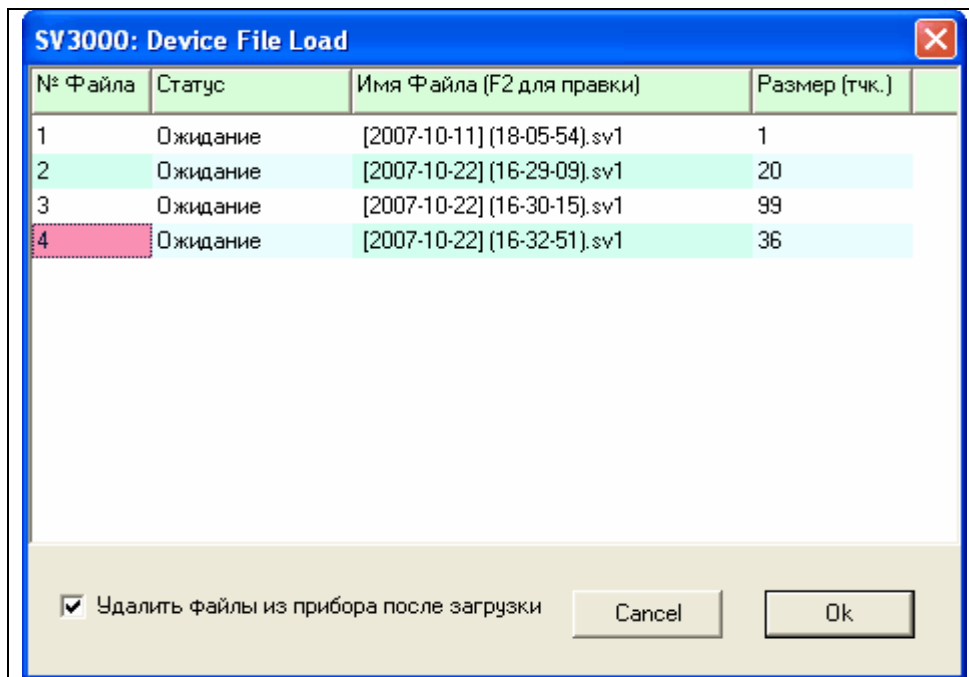 SV3000: Device File Load
№ Файла Статус Имя Файла (F2 для правки) Размер (тчк.)
1 Ожидание [2007-10-11] (18-05-54).sv1 1
2 Ожидание [2007-10-22] (16-29-09).sv1 20
3 Ожидание [2007-10-22] (16-30-15).sv1 99
4 Ожидание [2007-10-22] (16-32-51).sv1 36
Удалить файлы из прибора после загрузки Cancel Ok